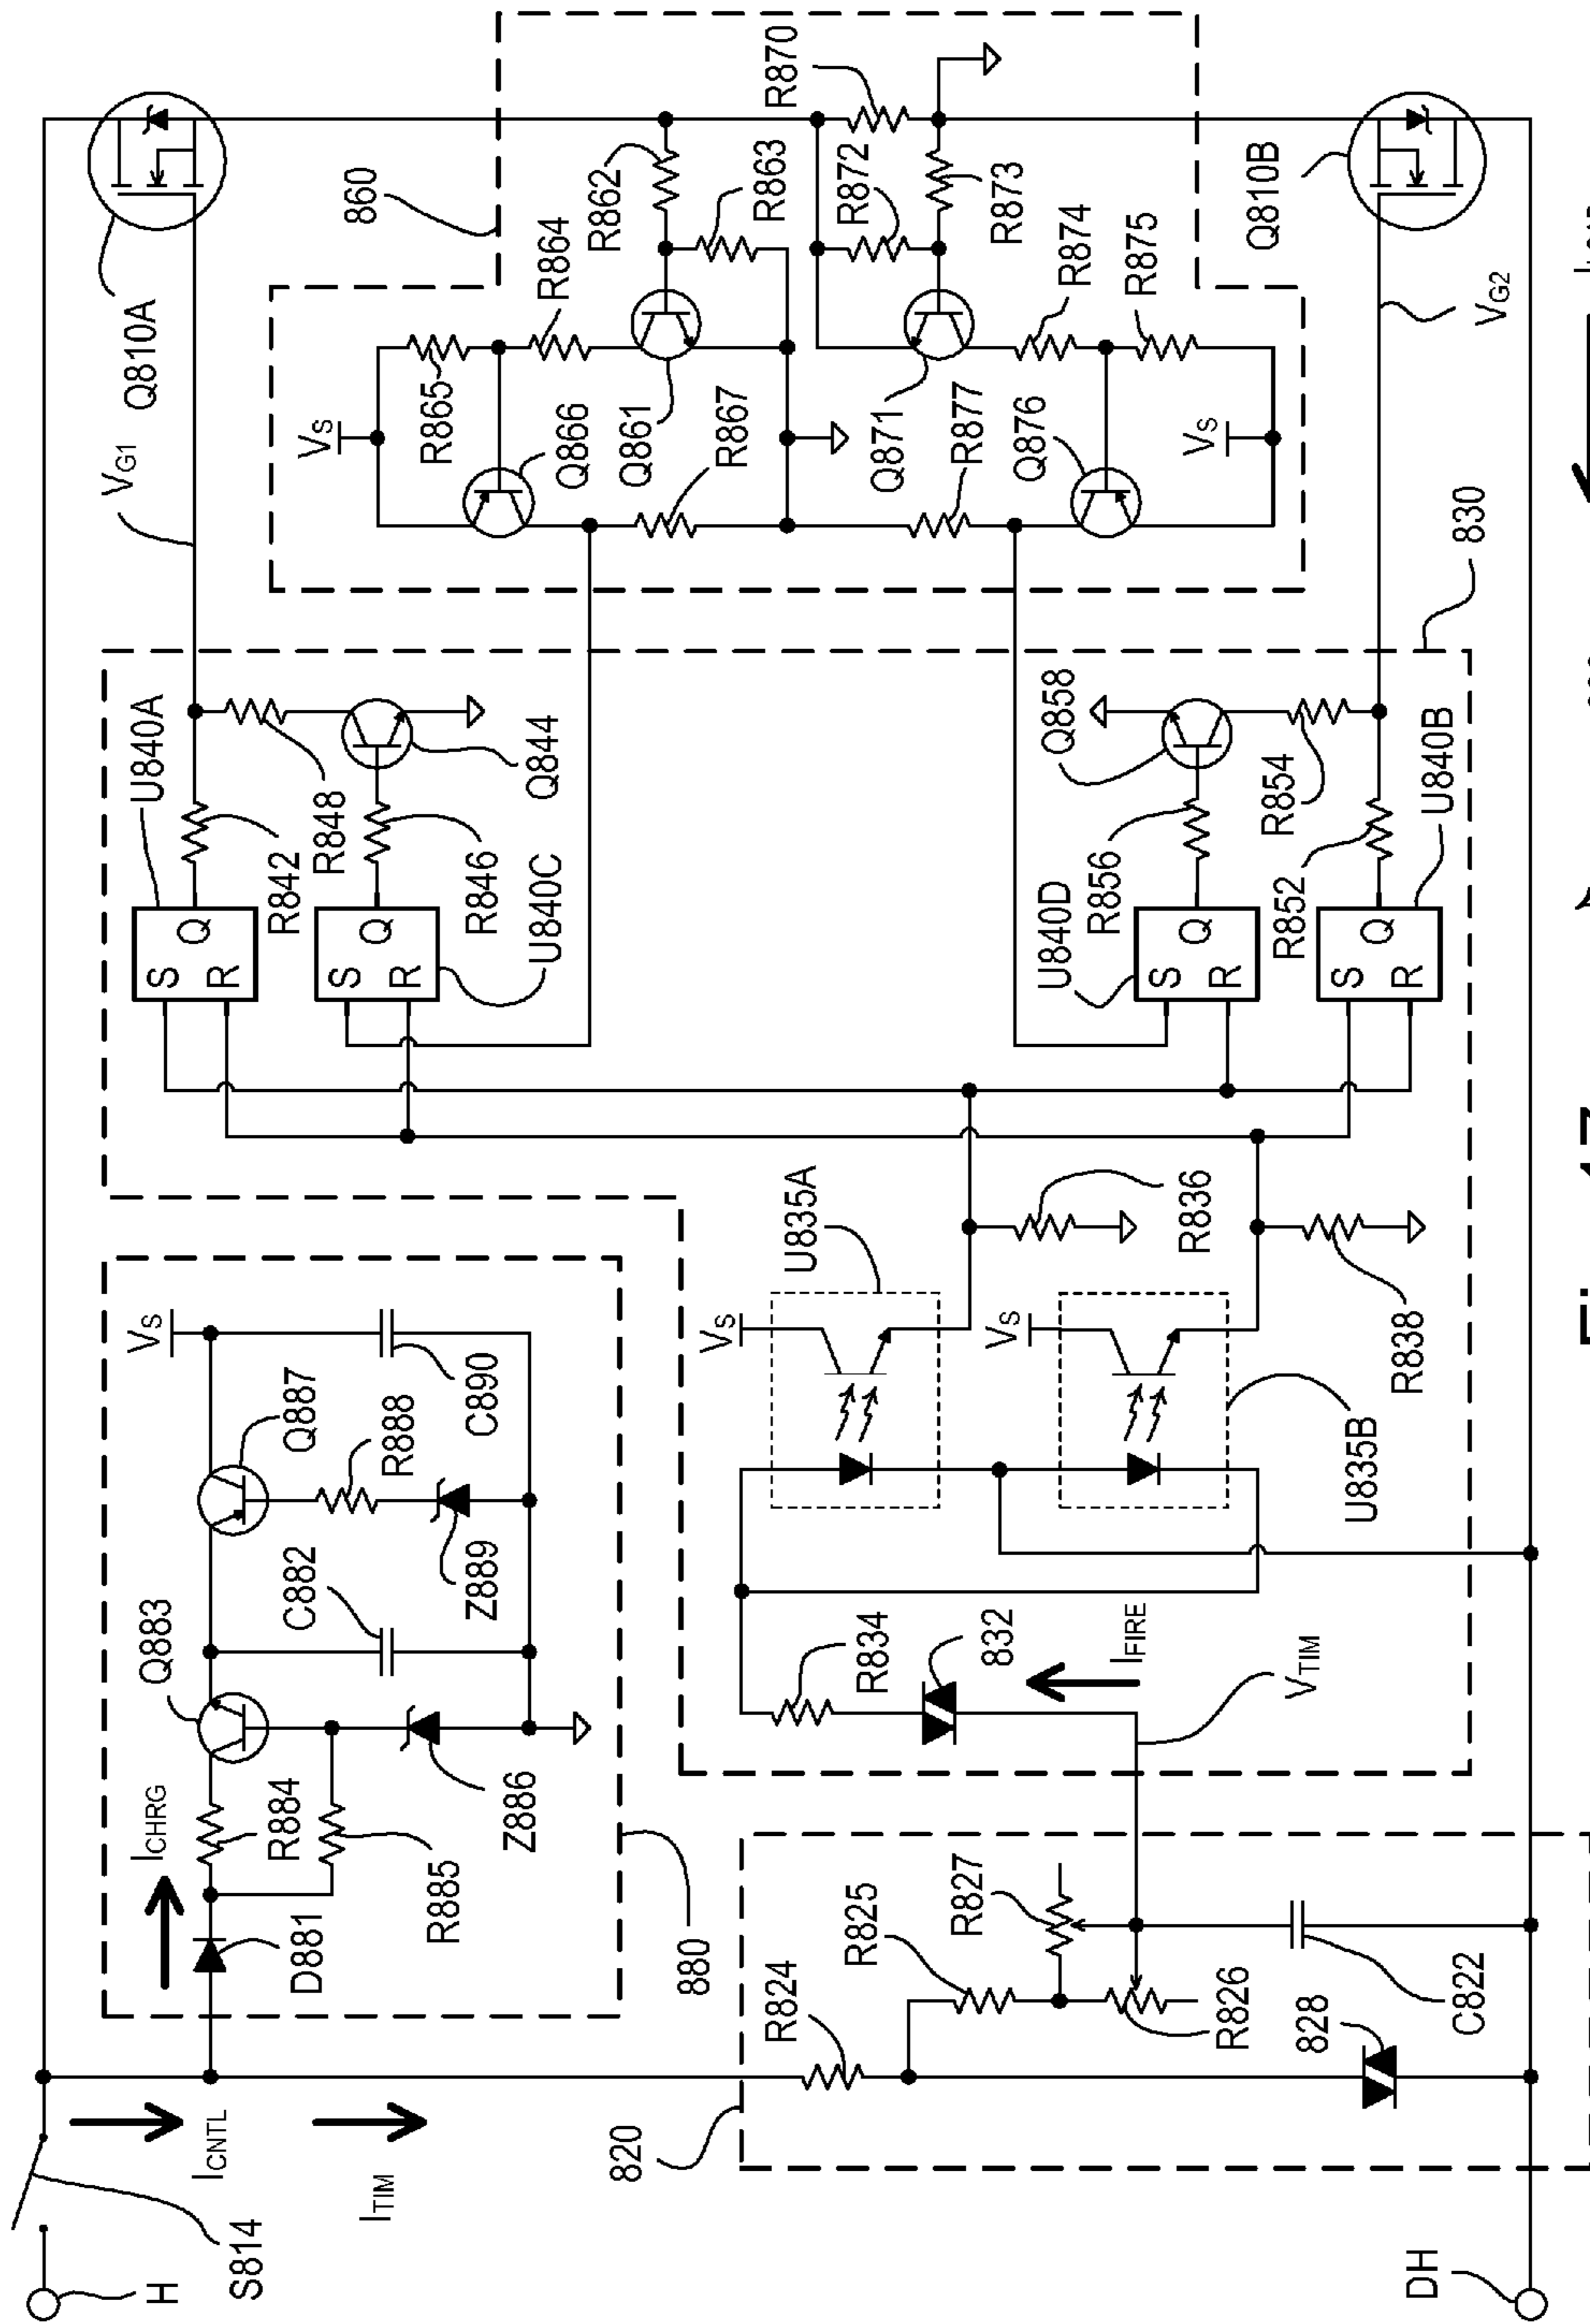 H
S814
ICNTL
ITIM
ICHRG
D881
R884
R885
Q883
Z886
C882
Z889
R888
Q887
C890
VS
880
820
R824
R825
R827
R826
828
C822
DH
VTIM
IFIRE
832
R834
U835A
VS
VS
U835B
R836
R838
S
R
Q
U840A
R842
R848
S
R
Q
U840C
R846
Q844
S
R
Q
U840D
R856
Q858
R854
S
R
Q
U840B
R852
830
VG1
Q810A
860
VS
R865
R864
Q866
Q861
R867
R862
R863
R870
R872
R873
Q871
R874
R875
R877
Q876
VS
Q810B
VG2